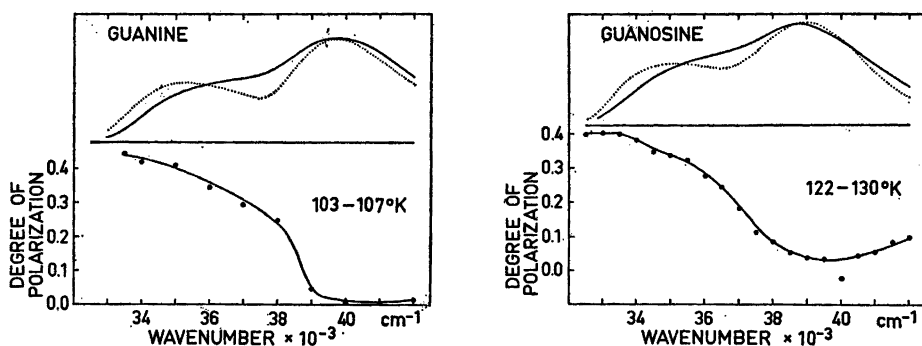 GUANINE
DEGREE OF
POLARIZATION
0.4
0.3
0.2
0.1
0.0
103–107°K
34 36 38 40 cm⁻¹
WAVENUMBER × 10⁻³
GUANOSINE
DEGREE OF
POLARIZATION
0.4
0.3
0.2
0.1
0.0
122–130°K
34 36 38 40 cm⁻¹
WAVENUMBER × 10⁻³